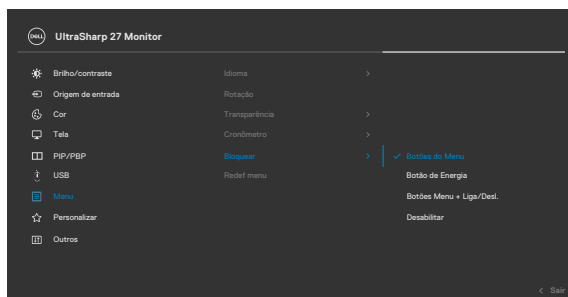 DELL UltraSharp 27 Monitor
Brilho/contraste Idioma
Origem de entrada Rotação
Cor Transparência
Tela Cronômetro
PIP/PBP Bloquear Botões do Menu
USB Redef menu Botão de Energia
Menu Botões Menu + Liga/Desl.
Personalizar Desabilitar
Outros
Sair